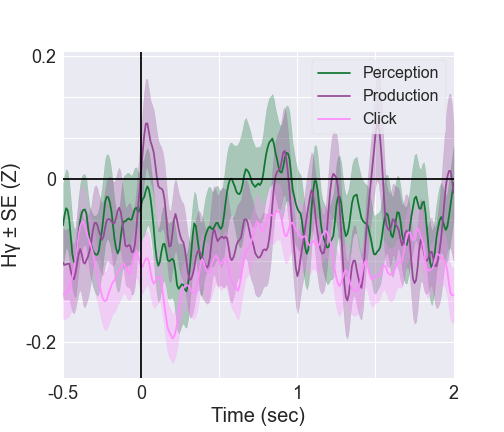 0.2
Perception
Production
Click
0
-0.2
Hγ ± SE (Z)
-0.5
0
1
2
Time (sec)